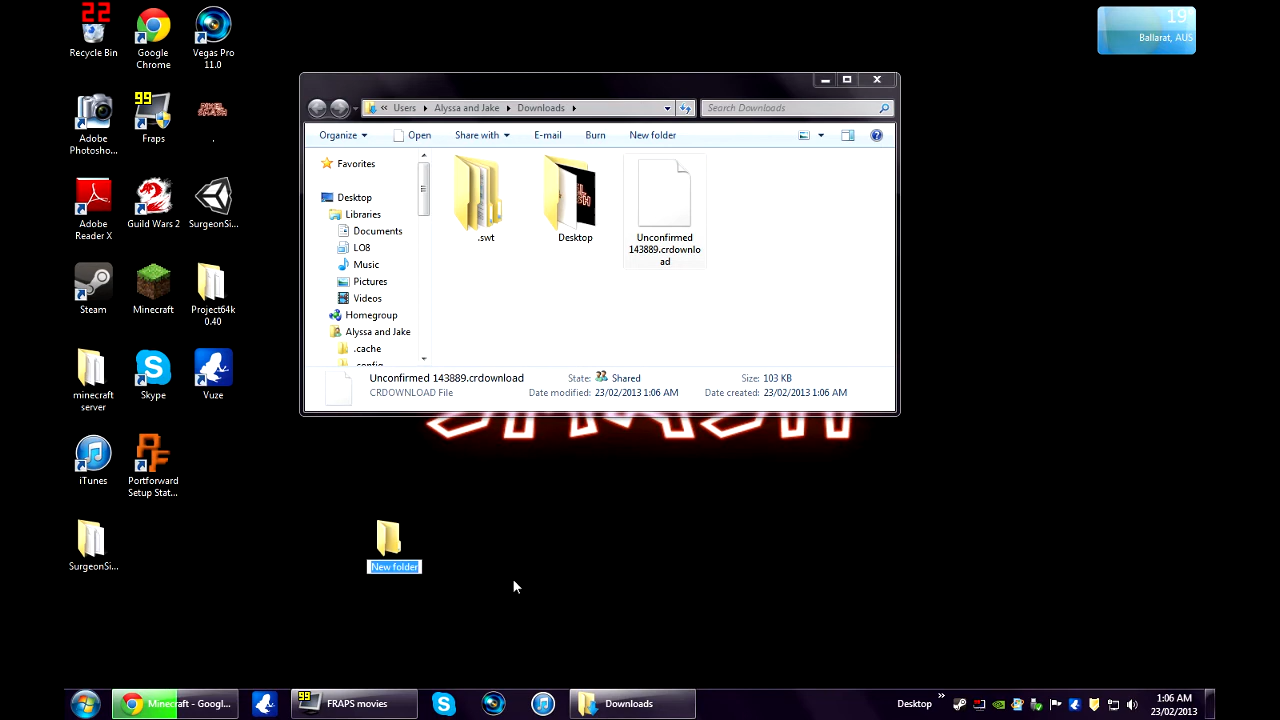 22
Recycle Bin
Google
Chrome
Vegas Pro
11.0
19
Ballarat, AUS
Adobe
Photosho...
99
Fraps
.
Adobe
Reader X
Guild Wars 2
SurgeonSi...
Steam
Minecraft
Project64k
0.40
minecraft
server
Skype
Vuze
iTunes
Portforward
Setup Stat...
SurgeonSi...
New folder
« Users Alyssa and Jake Downloads
Search Downloads
Organize Open Share with E-mail Burn New folder
Favorites
Desktop
Libraries
Documents
LOB
Music
Pictures
Videos
Homegroup
Alyssa and Jake
.cache
.config
.swt
Desktop
Unconfirmed
143889.crdownlo
ad
Unconfirmed 143889.crdownload State: Shared Size: 103 KB
CRDOWNLOAD File Date modified: 23/02/2013 1:06 AM Date created: 23/02/2013 1:06 AM
Minecraft - Googl...
99
FRAPS movies
Downloads
Desktop
»
1:06 AM
23/02/2013